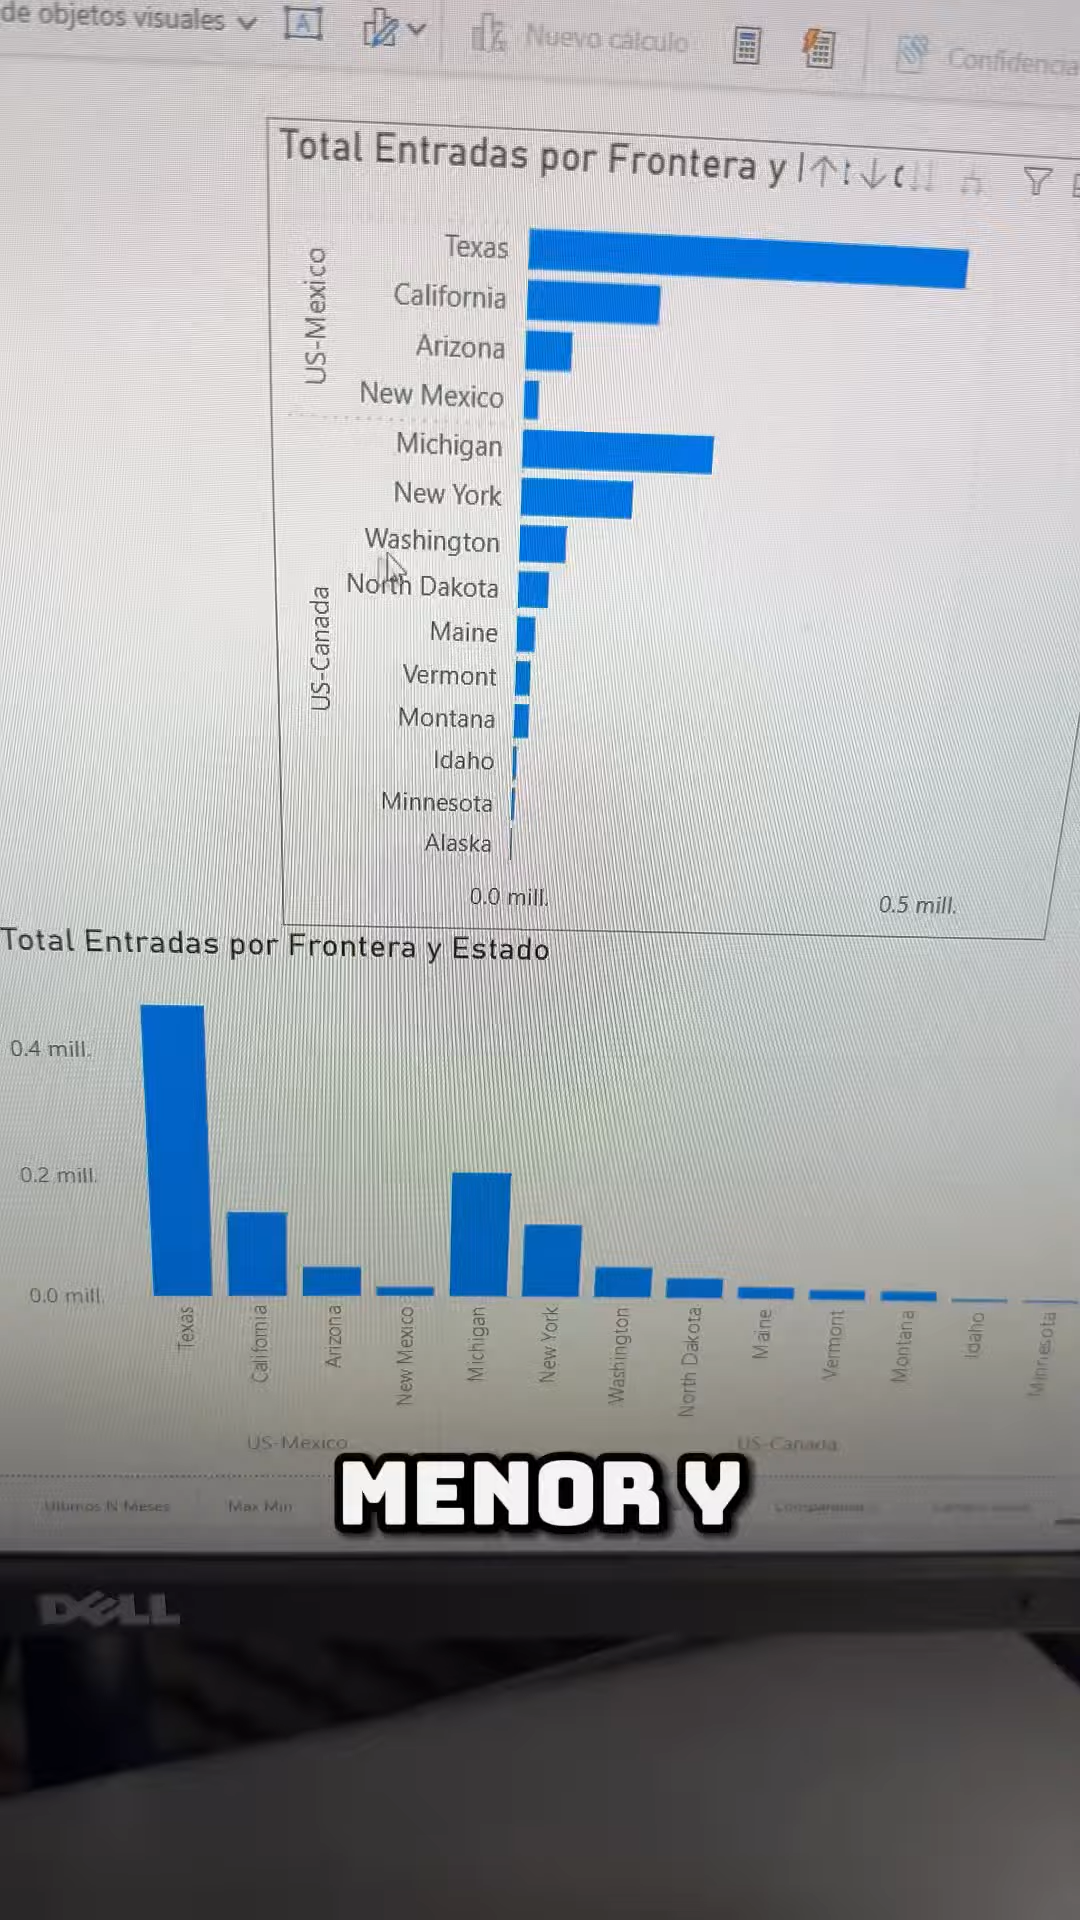 de objetos visuales
Nuevo cálculo
Confidencia
Total Entradas por Frontera y
US-Mexico
Texas
California
Arizona
New Mexico
US-Canada
Michigan
New York
Washington
North Dakota
Maine
Vermont
Montana
Idaho
Minnesota
Alaska
0.0 mill.
0.5 mill.
Total Entradas por Frontera y Estado
0.4 mill.
0.2 mill.
0.0 mill.
Texas
California
Arizona
New Mexico
Michigan
New York
Washington
North Dakota
Maine
Vermont
Montana
Idaho
Minnesota
US-Mexico
US-Canada
Ultimos N Meses
Max Min
MENOR Y
DELL